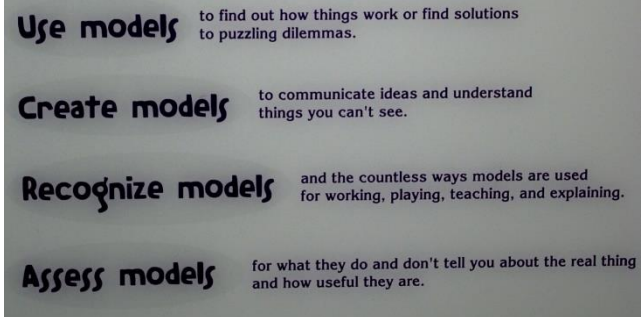 Use models
to find out how things work or find solutions
to puzzling dilemmas.
Create models
to communicate ideas and understand
things you can't see.
Recognize models
and the countless ways models are used
for working, playing, teaching, and explaining.
Assess models
for what they do and don't tell you about the real thing
and how useful they are.